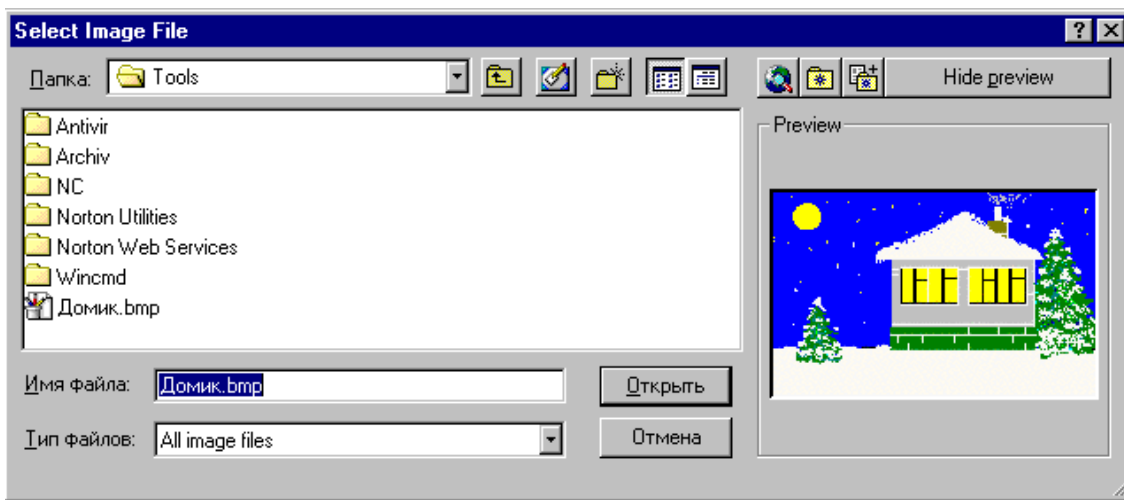 Select Image File
Папка: Tools
Hide preview
Antivir
Archiv
NC
Norton Utilities
Norton Web Services
Wincmd
Домик.bmp
Preview
Имя файла: Домик.bmp
Открыть
Тип файлов: All image files
Отмена